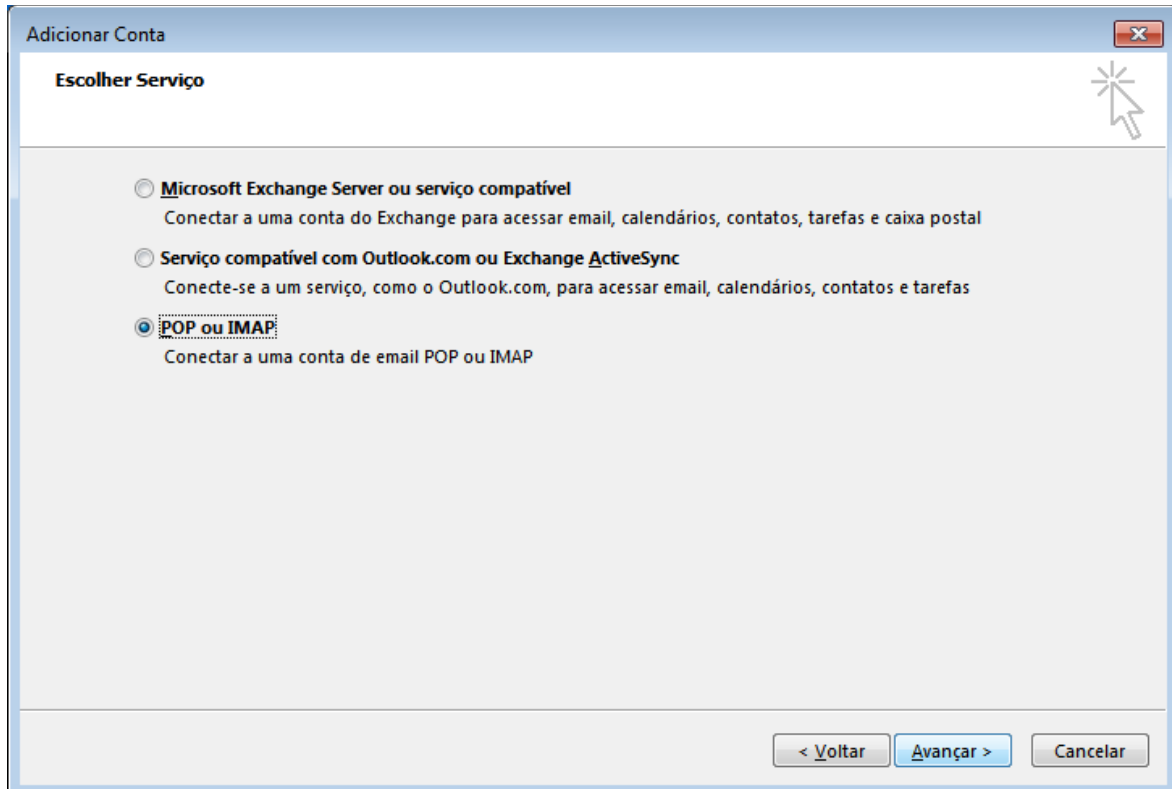 Adicionar Conta
Escolher Serviço
Microsoft Exchange Server ou serviço compatível
Conectar a uma conta do Exchange para acessar email, calendários, contatos, tarefas e caixa postal
Serviço compatível com Outlook.com ou Exchange ActiveSync
Conecte-se a um serviço, como o Outlook.com, para acessar email, calendários, contatos e tarefas
POP ou IMAP
Conectar a uma conta de email POP ou IMAP
< Voltar Avançar > Cancelar